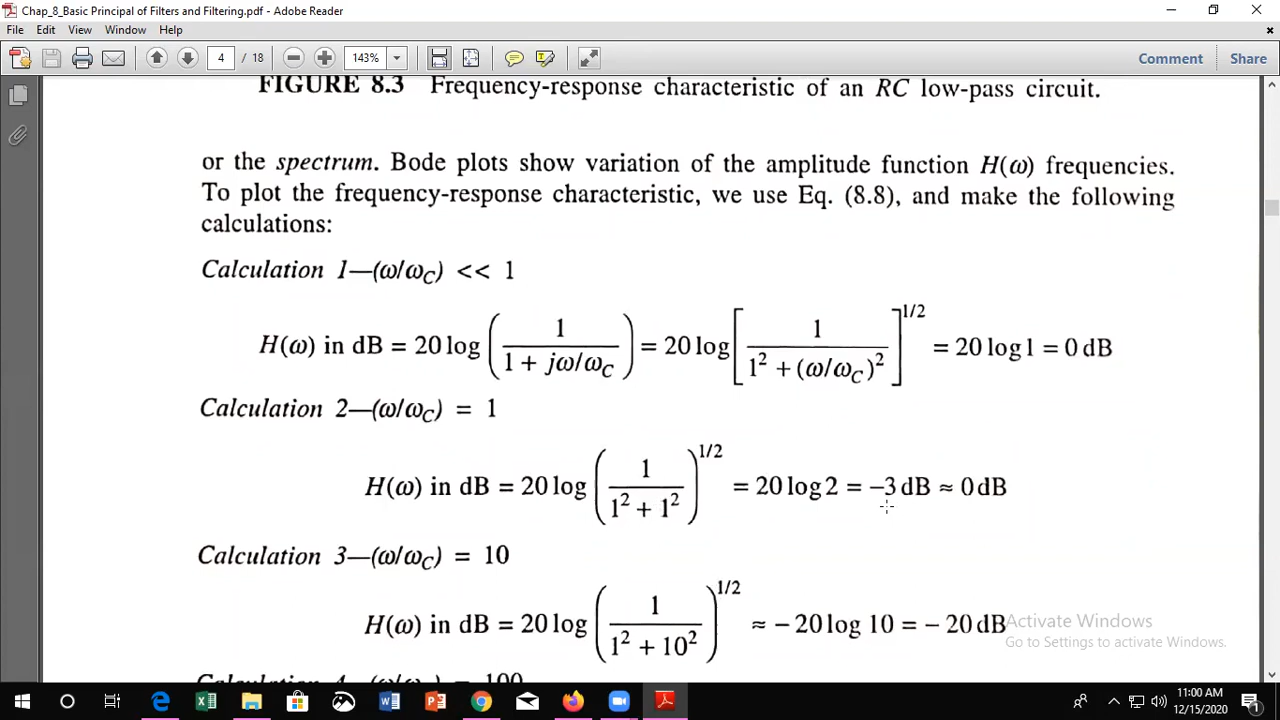 Chap_8_Basic Principal of Filters and Filtering.pdf - Adobe Reader
File Edit View Window Help
4 / 18 143% Comment Share
FIGURE 8.3 Frequency-response characteristic of an RC low-pass circuit.
or the spectrum. Bode plots show variation of the amplitude function H(ω) frequencies.
To plot the frequency-response characteristic, we use Eq. (8.8), and make the following
calculations:
Calculation 1—(ω/ω_C) << 1
H(ω) in dB = 20 log (1 / (1 + jω/ω_C)) = 20 log [1 / (1² + (ω/ω_C)²)]^1/2 = 20 log 1 = 0 dB
Calculation 2—(ω/ω_C) = 1
H(ω) in dB = 20 log (1 / (1² + 1²))^1/2 = 20 log 2 = −3 dB ≈ 0 dB
Calculation 3—(ω/ω_C) = 10
H(ω) in dB = 20 log (1 / (1² + 10²))^1/2 ≈ − 20 log 10 = − 20 dB
Activate Windows
Go to Settings to activate Windows.
11:00 AM
12/15/2020